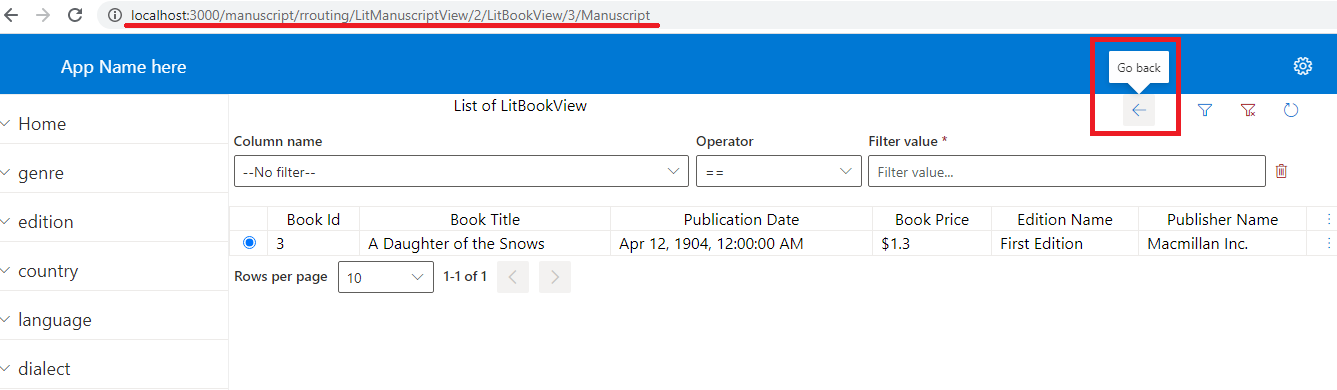 localhost:3000/manuscript/rrouting/LitManuscriptView/2/LitBookView/3/Manuscript
App Name here
Go back
Home
genre
edition
country
language
dialect
List of LitBookView
Column name Operator Filter value *
--No filter-- == Filter value...
Book Id Book Title Publication Date Book Price Edition Name Publisher Name
3 A Daughter of the Snows Apr 12, 1904, 12:00:00 AM $1.3 First Edition Macmillan Inc.
Rows per page 10 1-1 of 1